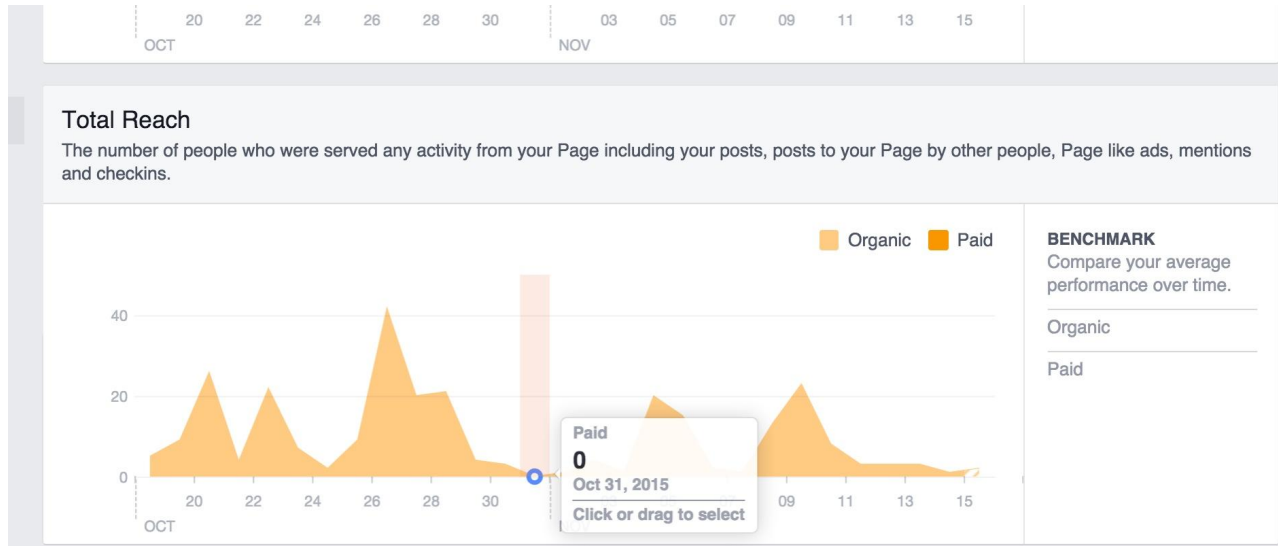 20 22 24 26 28 30 03 05 07 09 11 13 15
OCT NOV
Total Reach
The number of people who were served any activity from your Page including your posts, posts to your Page by other people, Page like ads, mentions
and checkins.
Organic Paid
BENCHMARK
Compare your average
performance over time.
Organic
Paid
40
20
0
Paid
0
Oct 31, 2015
Click or drag to select
20 22 24 26 28 30 09 11 13 15
OCT